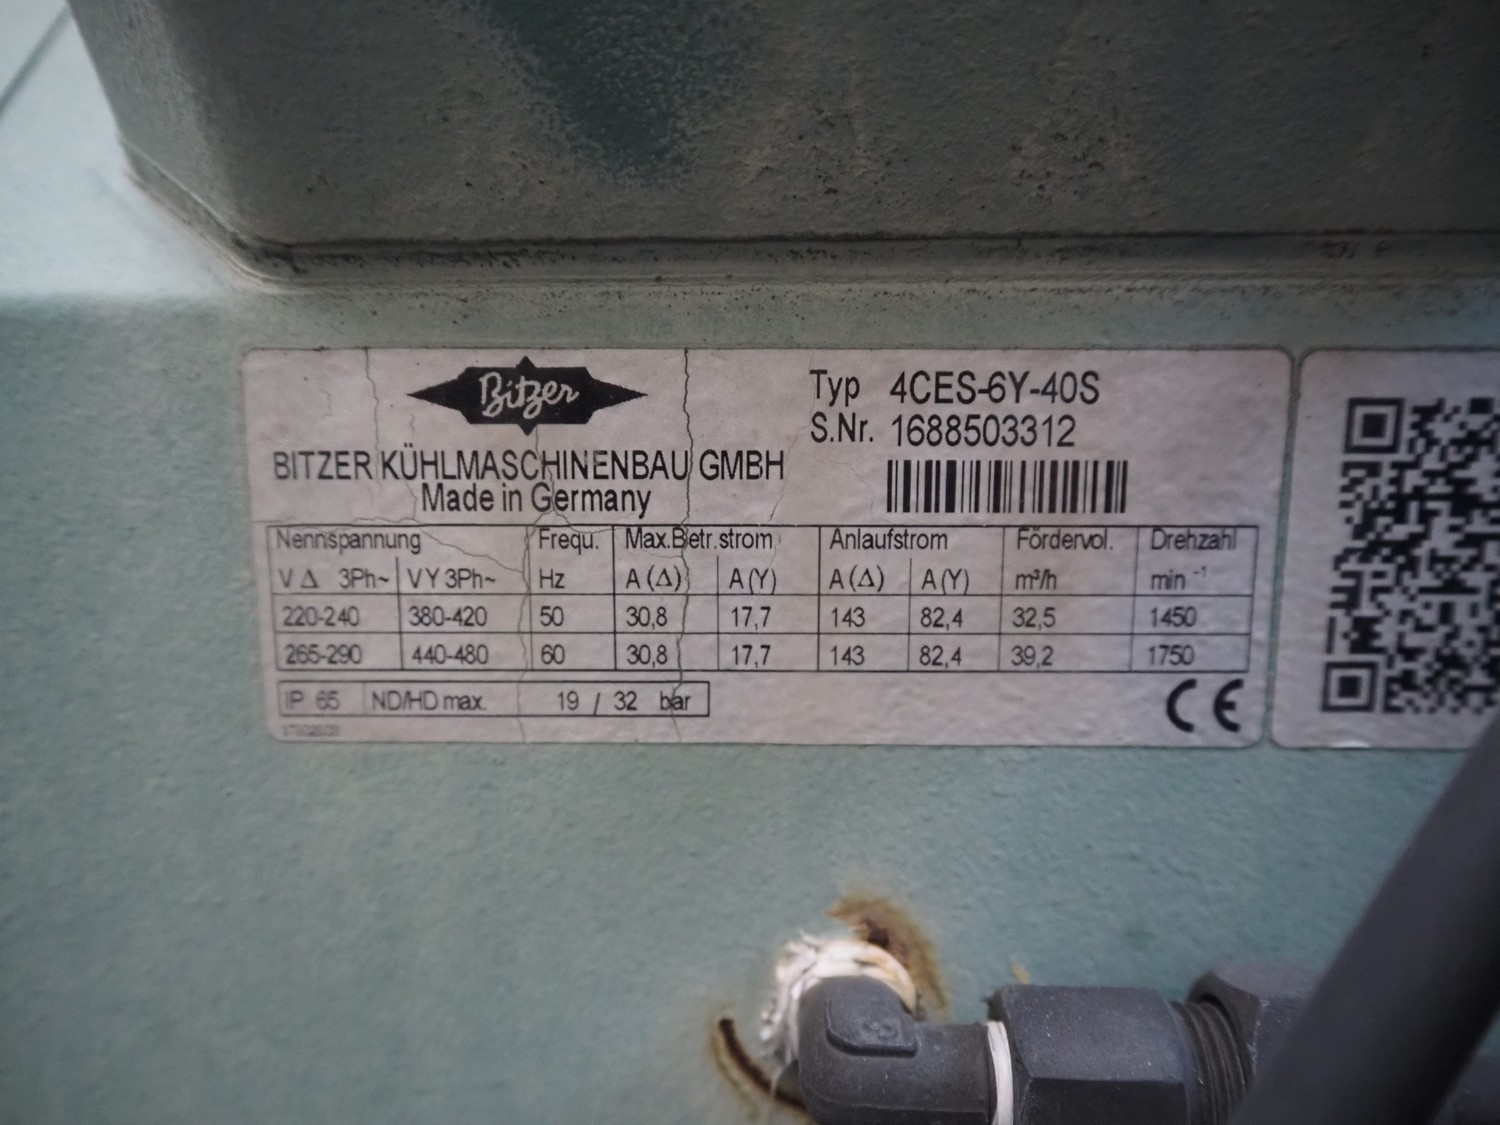 Bitzer
BITZER KÜHLMASCHINENBAU GMBH
Made in Germany
Typ 4CES-6Y-40S
S.Nr. 1688503312
Nennspannung Frequ. Max.Betr.strom Anlaufstrom Fördervol. Drehzahl
V Δ 3Ph~ V Y 3Ph~ Hz A (Δ) A (Y) A (Δ) A (Y) m³/h min⁻¹
220-240 380-420 50 30,8 17,7 143 82,4 32,5 1450
265-290 440-480 60 30,8 17,7 143 82,4 39,2 1750
IP 65 ND/HD max. 19 / 32 bar
CE